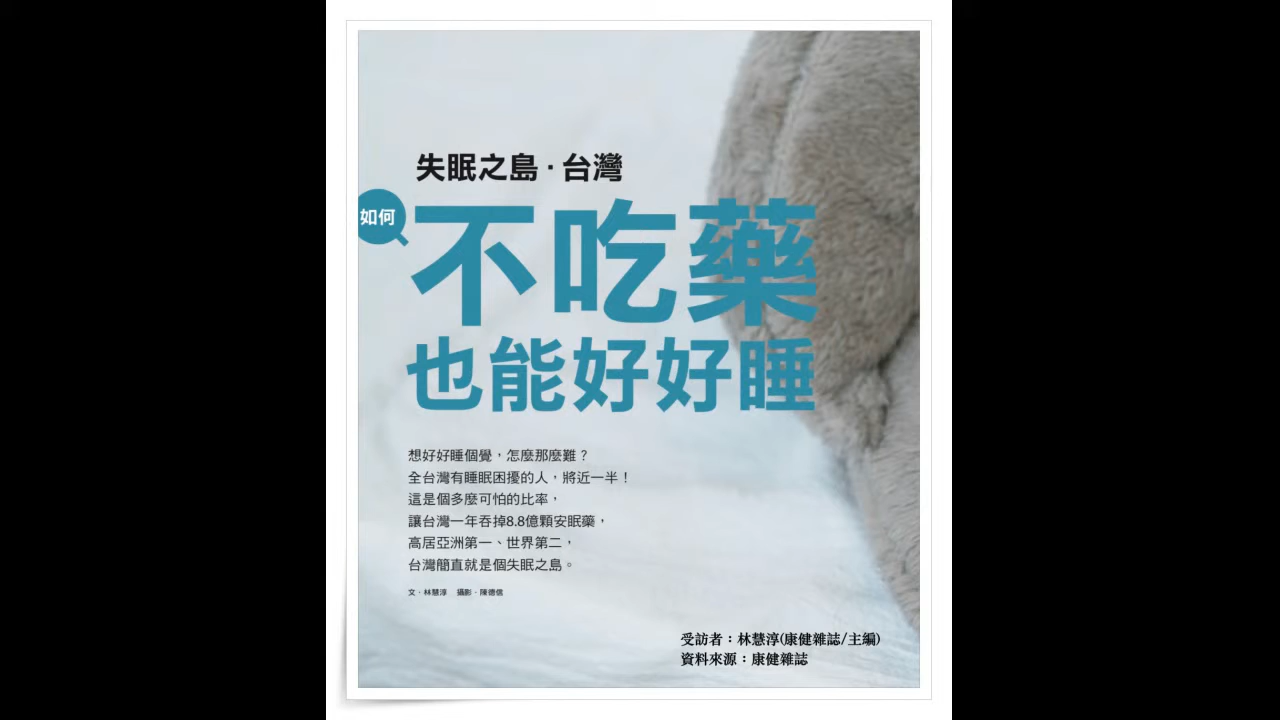 失眠之島·台灣
如何
不吃藥
也能好好睡
想好好睡個覺，怎麼那麼難？
全台灣有睡眠困擾的人，將近一半！
這是個多麼可怕的比率，
讓台灣一年吞掉8.8億顆安眠藥，
高居亞洲第一、世界第二，
台灣簡直就是個失眠之島。
文·林慧淳 攝影·陳德信
受訪者：林慧淳(康健雜誌/主編)
資料來源：康健雜誌